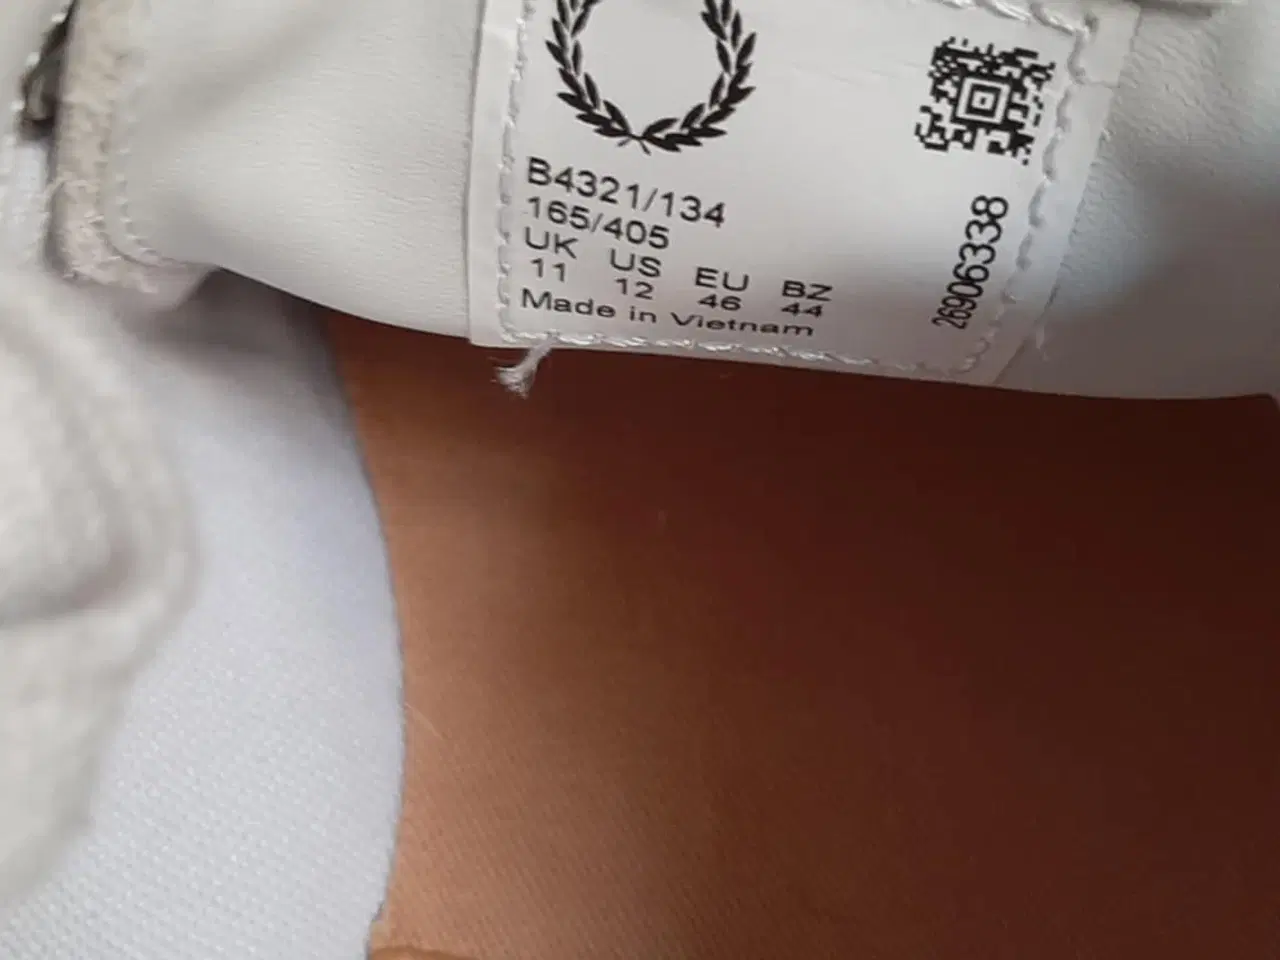 B4321/134
165/405
UK US EU BZ
11 12 46 44
Made in Vietnam
26906338